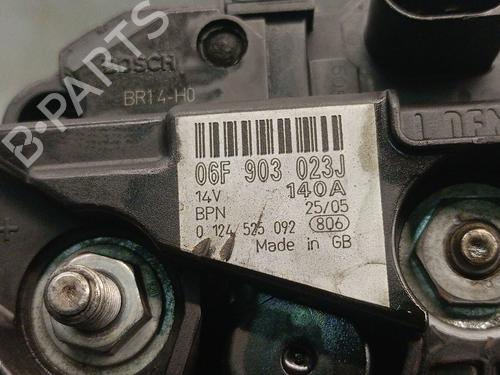 B-PARTS
BOSCH
BR14-H0
06F 903 023J
14V 140A
BPN 25/05
0 124 525 092 806
Made in GB